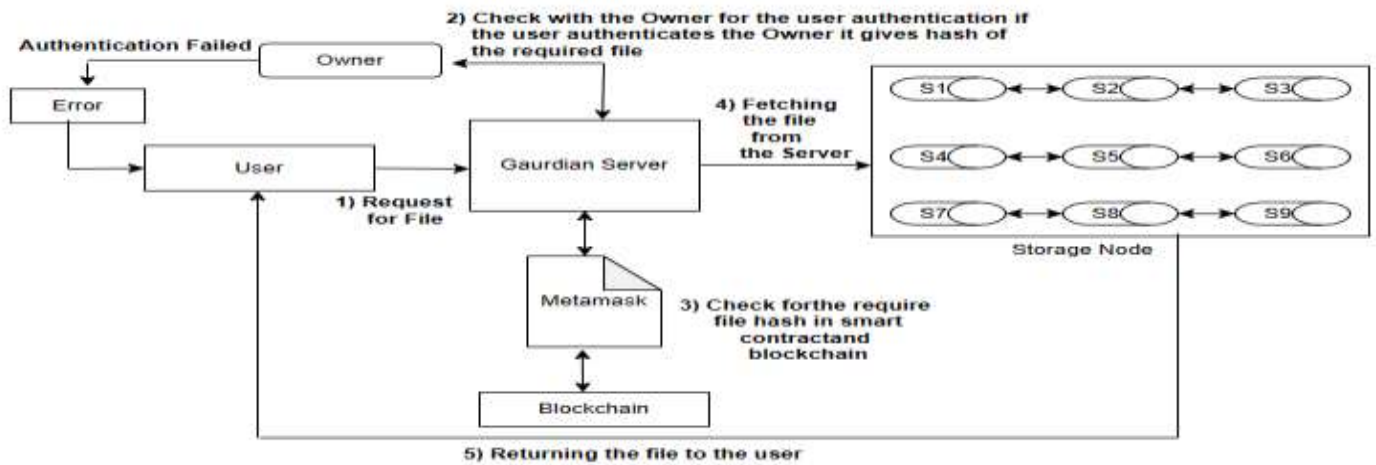 2) Check with the Owner for the user authentication if
the user authenticates the Owner it gives hash of
the required file
Authentication Failed
Owner
Error
User
1) Request
for File
Gaurdian Server
4) Fetching
the file
from
the Server
S1
S2
S3
S4
S5
S6
S7
S8
S9
Storage Node
Metamask
3) Check forthe require
file hash in smart
contractand
blockchain
Blockchain
5) Returning the file to the user